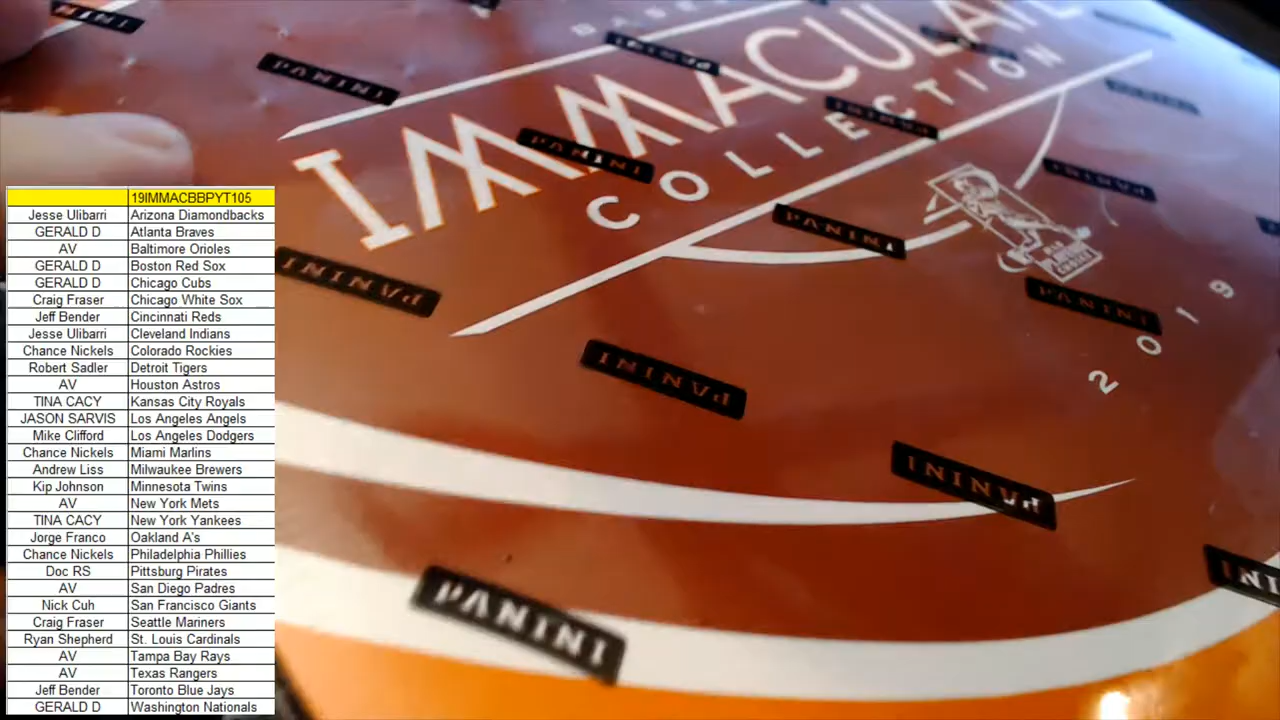 19IMMACBBPYT105
Jesse Ulibarri Arizona Diamondbacks
GERALD D Atlanta Braves
AV Baltimore Orioles
GERALD D Boston Red Sox
GERALD D Chicago Cubs
Craig Fraser Chicago White Sox
Jeff Bender Cincinnati Reds
Jesse Ulibarri Cleveland Indians
Chance Nickels Colorado Rockies
Robert Sadler Detroit Tigers
AV Houston Astros
TINA CACY Kansas City Royals
JASON SARVIS Los Angeles Angels
Mike Clifford Los Angeles Dodgers
Chance Nickels Miami Marlins
Andrew Liss Milwaukee Brewers
Kip Johnson Minnesota Twins
AV New York Mets
TINA CACY New York Yankees
Jorge Franco Oakland A's
Chance Nickels Philadelphia Phillies
Doc RS Pittsburg Pirates
AV San Diego Padres
Nick Cuh San Francisco Giants
Craig Fraser Seattle Mariners
Ryan Shepherd St. Louis Cardinals
AV Tampa Bay Rays
AV Texas Rangers
Jeff Bender Toronto Blue Jays
GERALD D Washington Nationals
IMMACULATE
COLLECTION
2019
PANINI
PANINI
PANINI
PANINI
PANINI
PANINI
PANINI
PANINI
PANINI
PANINI